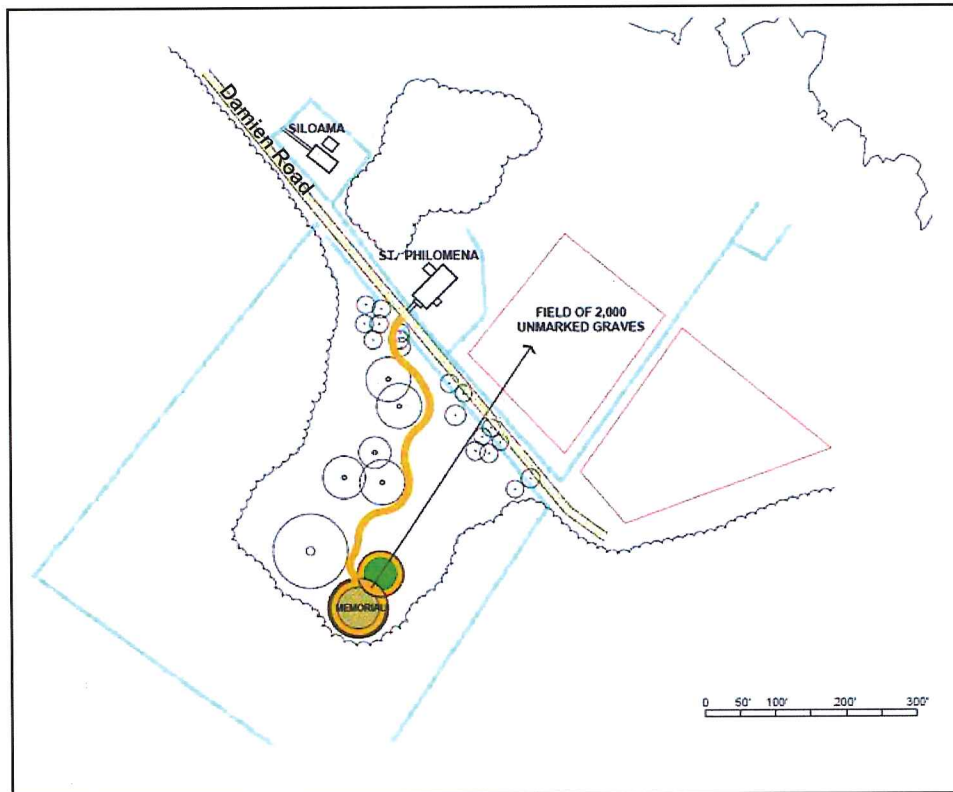 Damien Road
SILOAMA
ST. PHILOMENA
FIELD OF 2,000
UNMARKED GRAVES
MEMORIAL
0 50' 100' 200' 300'